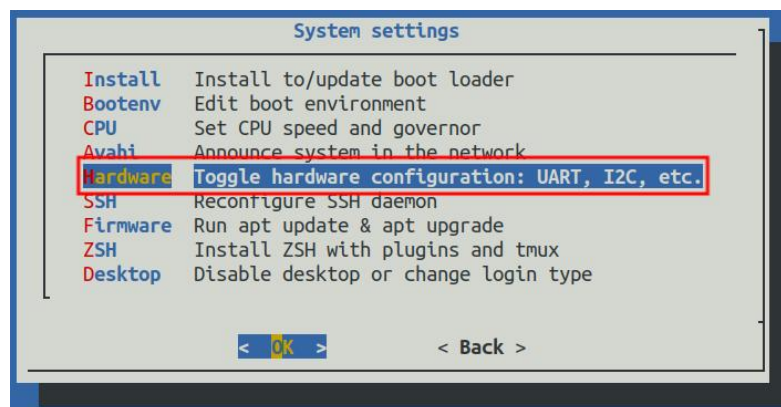 System settings
Install Install to/update boot loader
Bootenv Edit boot environment
CPU Set CPU speed and governor
Avahi Announce system in the network
Hardware Toggle hardware configuration: UART, I2C, etc.
SSH Reconfigure SSH daemon
Firmware Run apt update & apt upgrade
ZSH Install ZSH with plugins and tmux
Desktop Disable desktop or change login type
< OK > < Back >